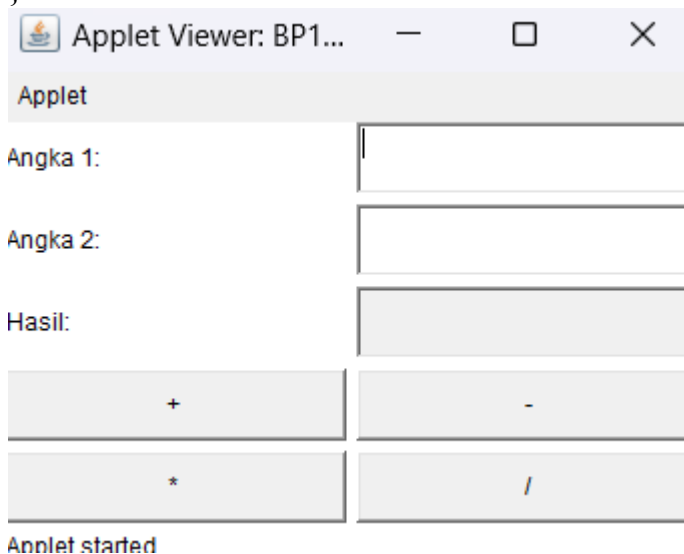 Applet Viewer: BP1...
Applet
Angka 1:
Angka 2:
Hasil:
+ -
* /
Applet started